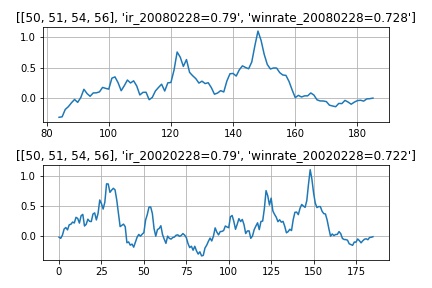 [[50, 51, 54, 56], 'ir_20080228=0.79', 'winrate_20080228=0.728']
1.0
0.5
0.0
80 100 120 140 160 180
[[50, 51, 54, 56], 'ir_20020228=0.79', 'winrate_20020228=0.722']
1.0
0.5
0.0
0 25 50 75 100 125 150 175